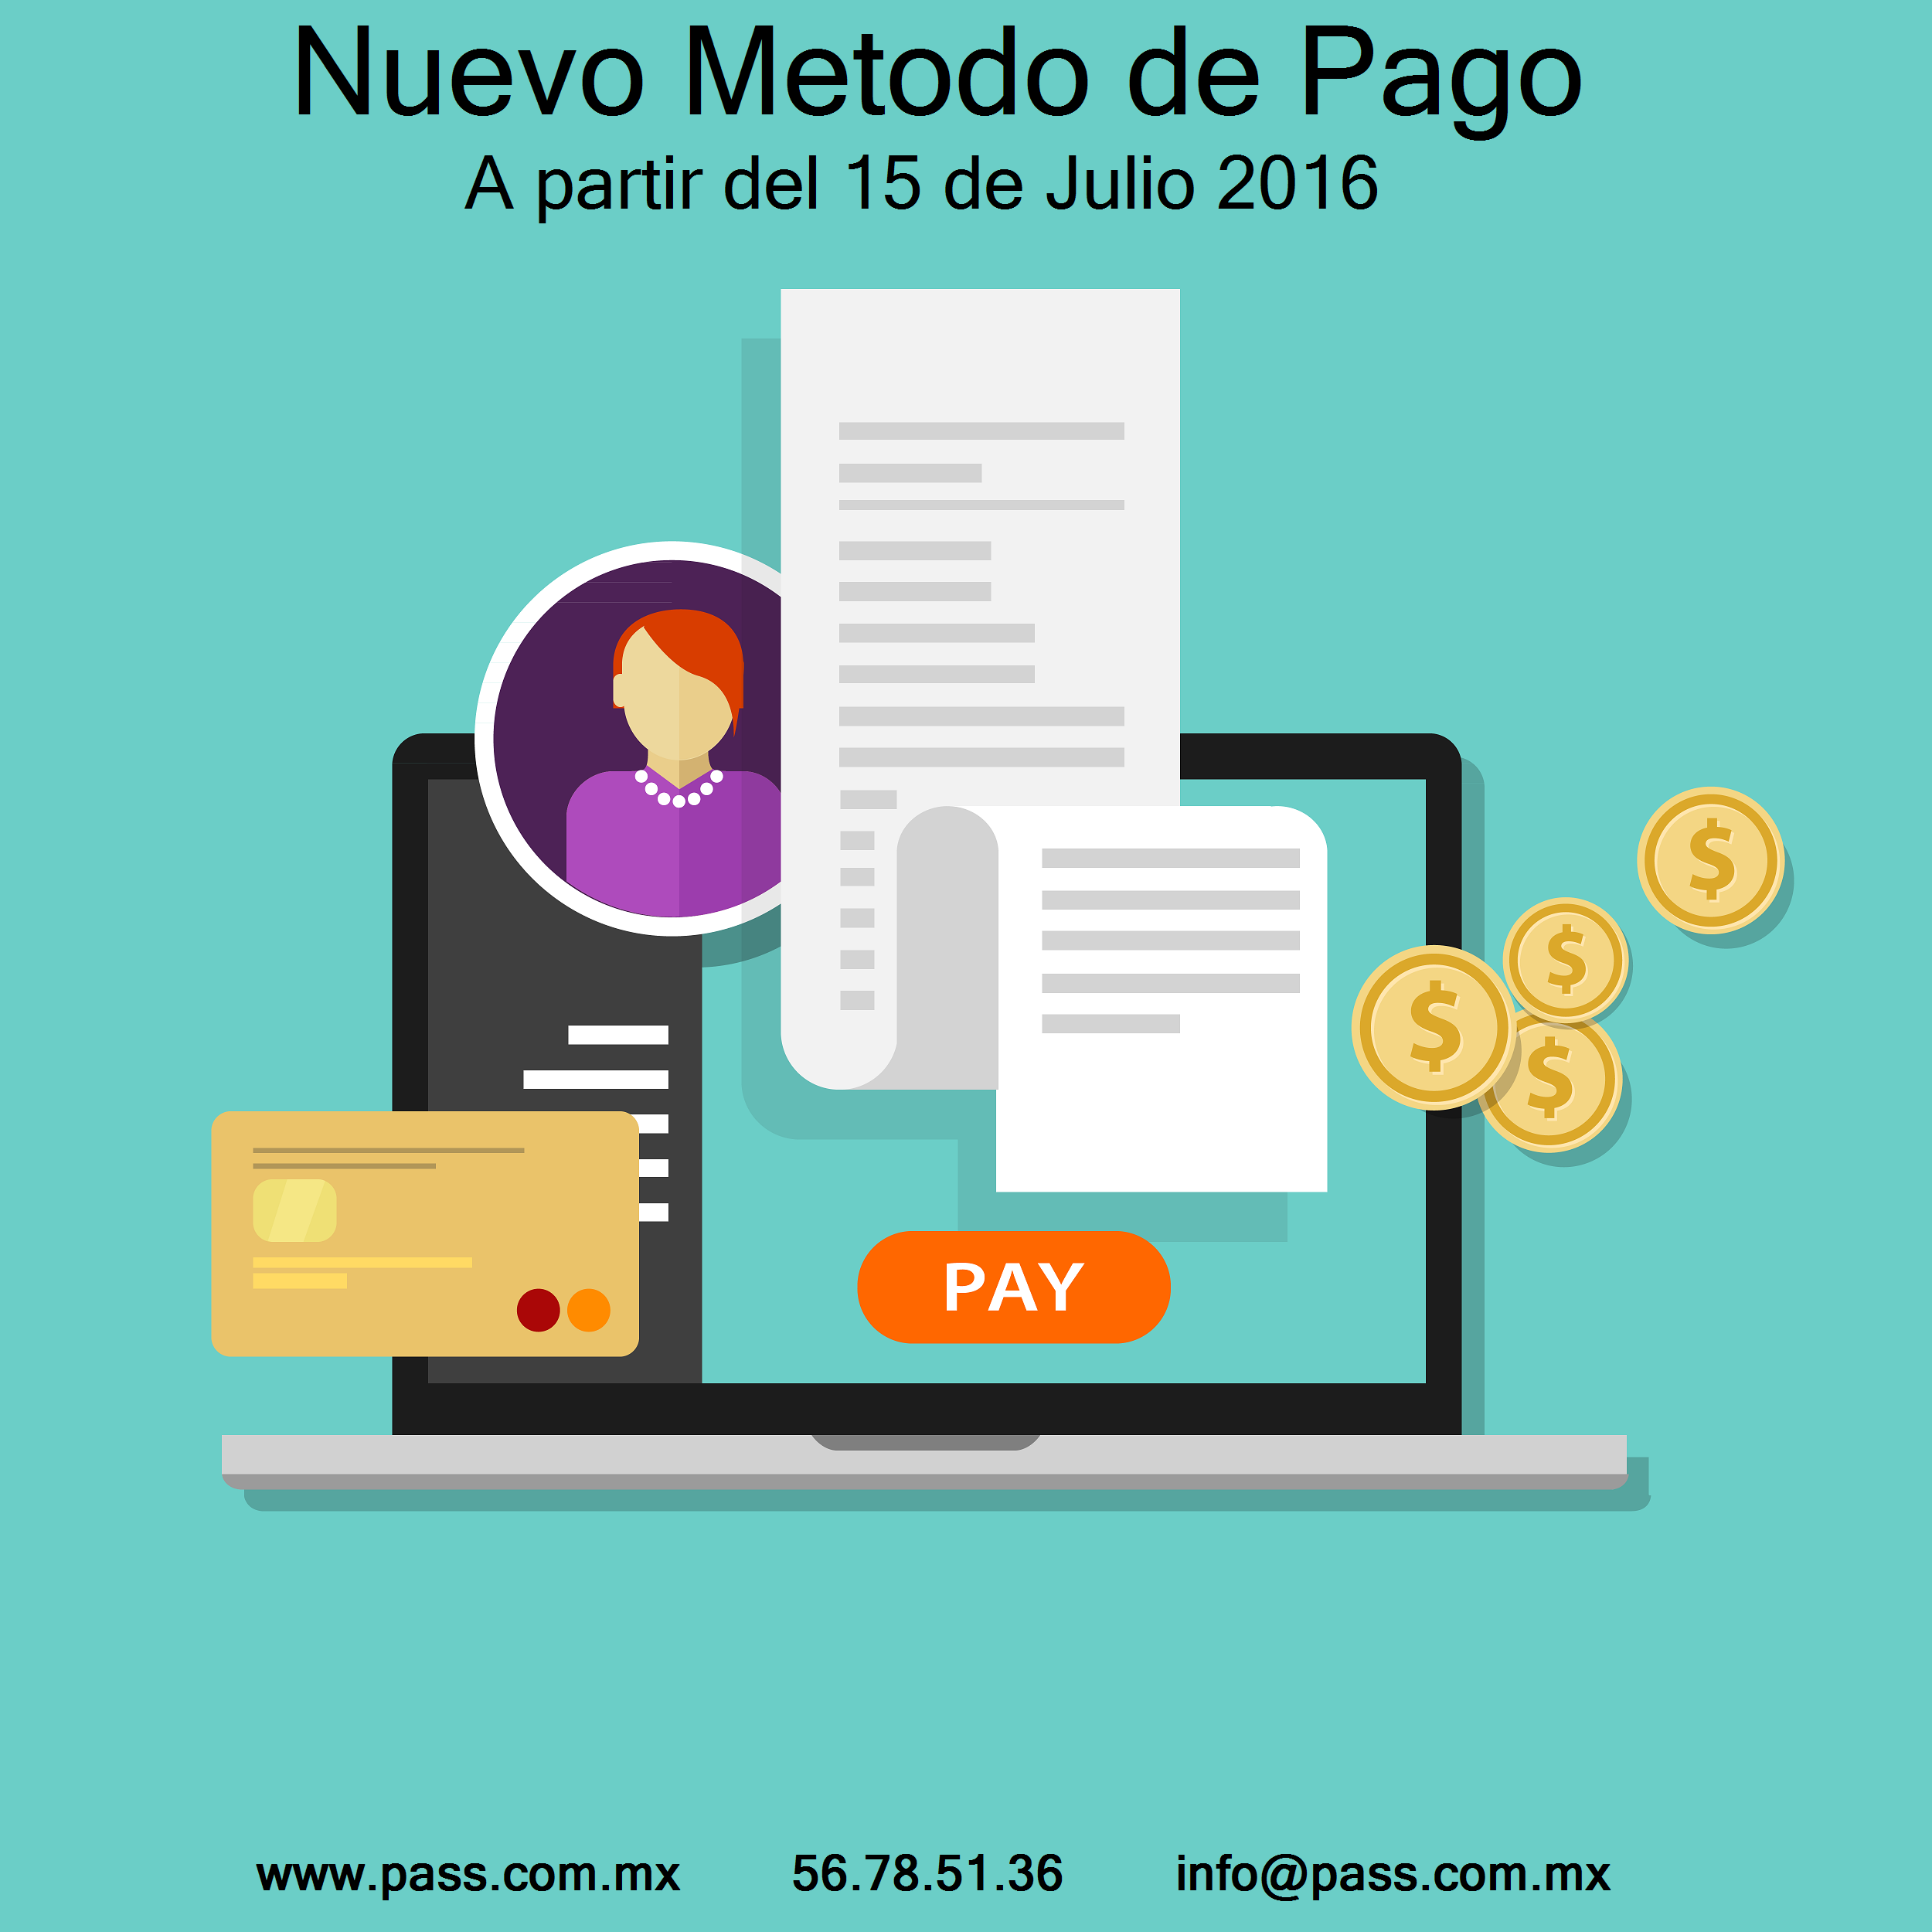 Nuevo Metodo de Pago
A partir del 15 de Julio 2016
$
$
$
$
PAY
www.pass.com.mx 56.78.51.36 info@pass.com.mx